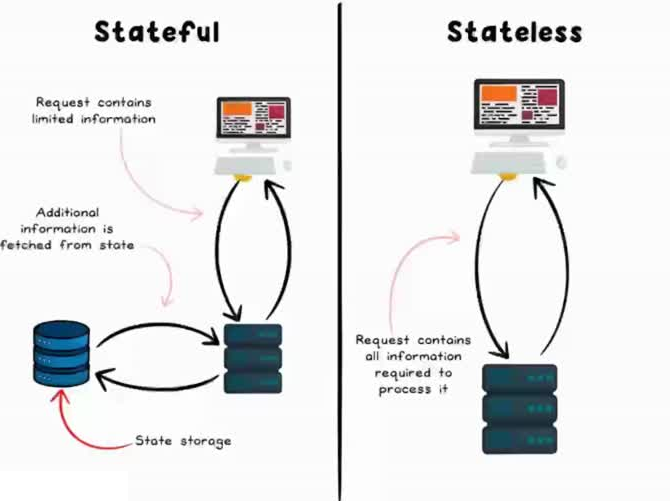 Stateful
Request contains
limited information
Additional
information is
fetched from state
State storage
Stateless
Request contains
all information
required to
process it